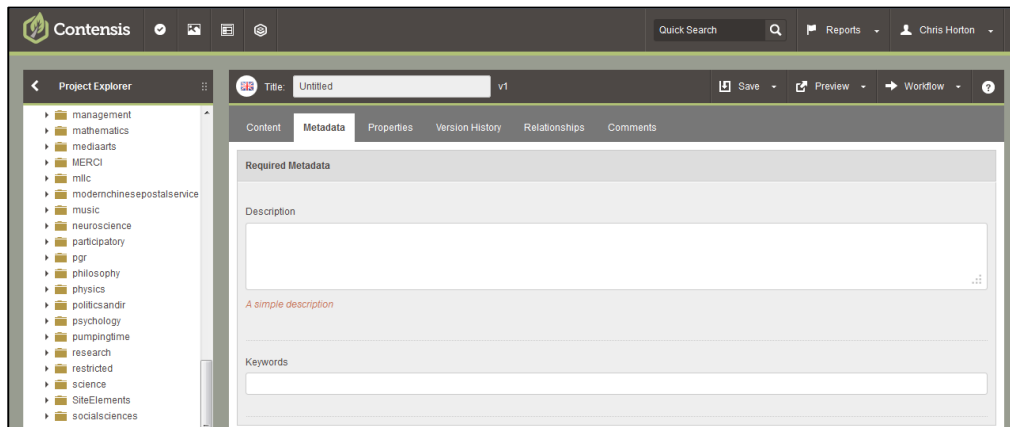 Contensis
Quick Search
Reports
Chris Horton
Project Explorer
Title: Untitled v1
Save
Preview
Workflow
?
management
mathematics
mediaarts
MERCI
mllc
modernchinesepostalservice
music
neuroscience
participatory
pgr
philosophy
physics
politicsandir
psychology
pumpingtime
research
restricted
science
SiteElements
socialsciences
Content Metadata Properties Version History Relationships Comments
Required Metadata
Description
A simple description
Keywords